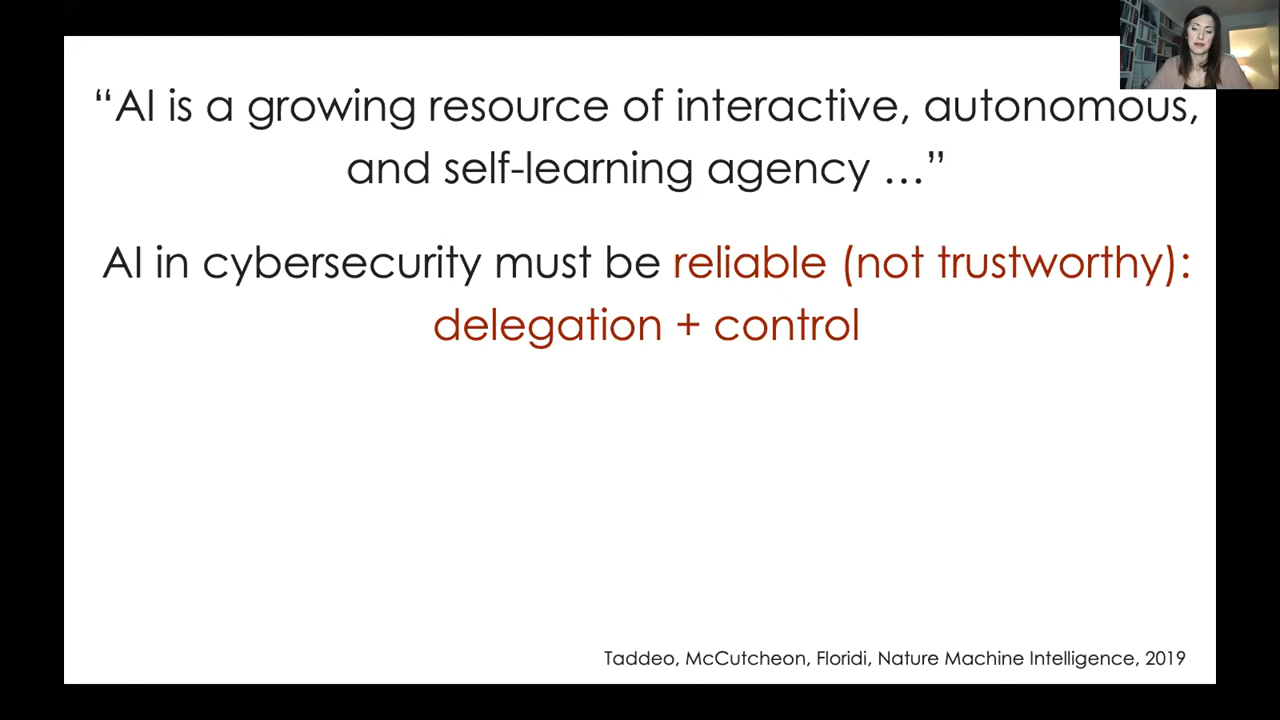 “AI is a growing resource of interactive, autonomous,
and self-learning agency …”
AI in cybersecurity must be reliable (not trustworthy):
delegation + control
Taddeo, McCutcheon, Floridi, Nature Machine Intelligence, 2019